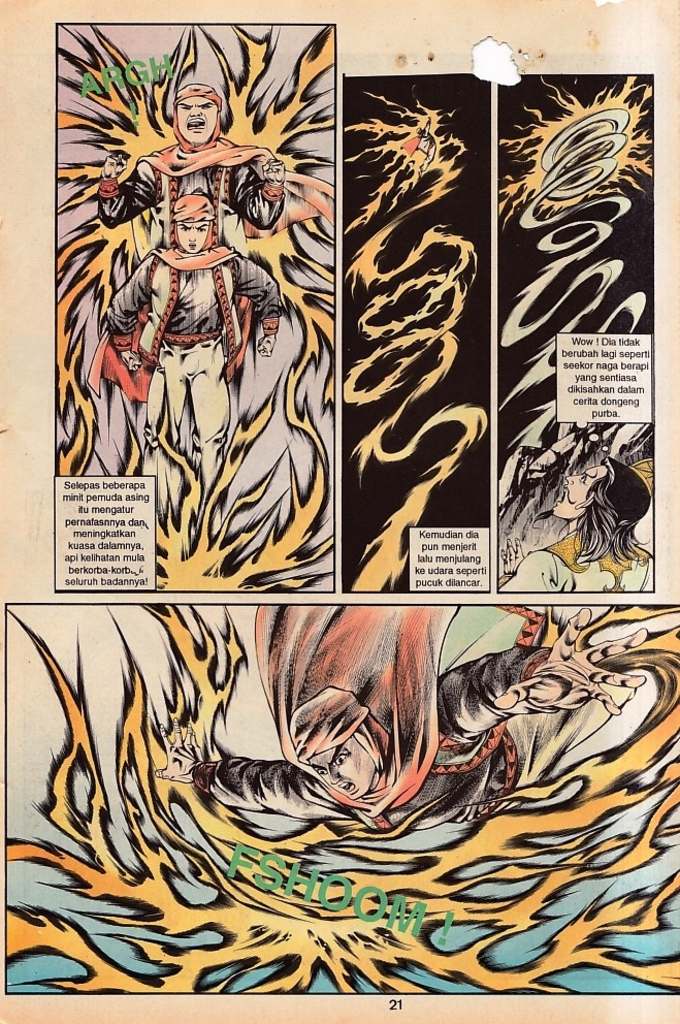 ARGH
!
Selepas beberapa
minit pemuda asing
itu mengatur
pernafasnnya dan
meningkatkan
kuasa dalamnya,
api kelihatan mula
seluruh badannya!
Kemudian dia
pun menjerit
lalu menjulang
ke udara seperti
pucuk dilancar.
Wow ! Dia tidak
berubah lagi seperti
seekor naga berapi
yang sentiasa
dikisahkan dalam
cerita dongeng
purba.
FSHOOM !
21